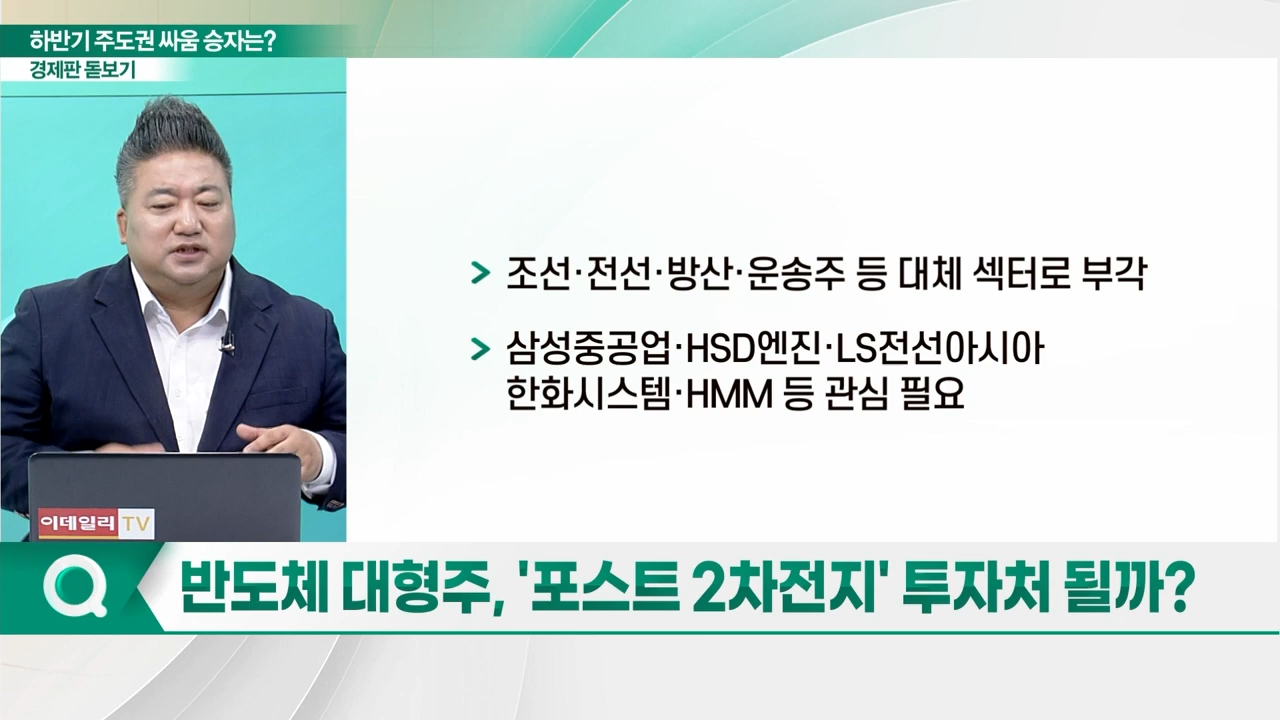 하반기 주도권 싸움 승자는?
경제판 돋보기
> 조선·전선·방산·운송주 등 대체 섹터로 부각
> 삼성중공업·HSD엔진·LS전선아시아
한화시스템·HMM 등 관심 필요
이데일리 TV
반도체 대형주, '포스트 2차전지' 투자처 될까?